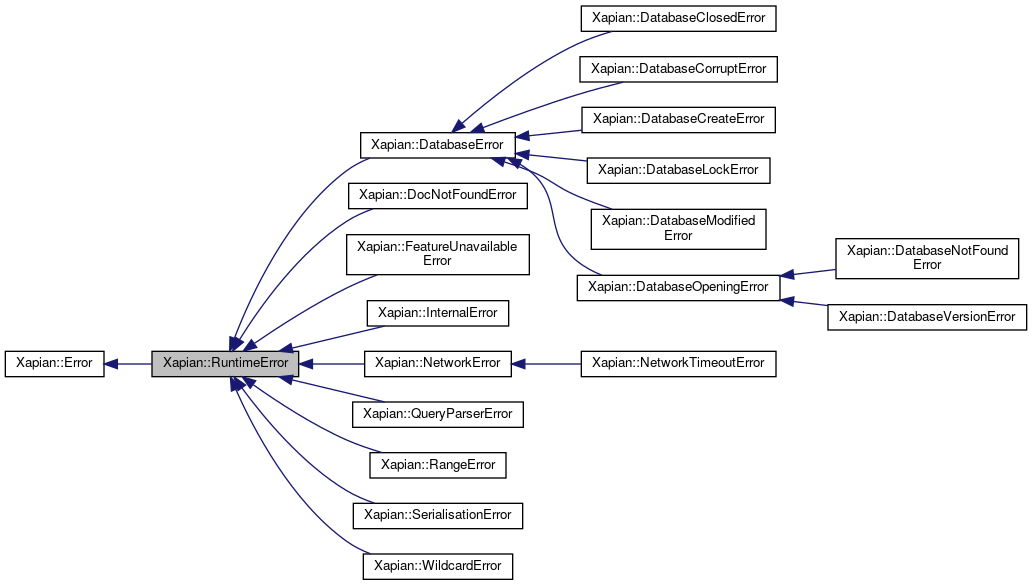 Xapian::DatabaseClosedError
Xapian::DatabaseCorruptError
Xapian::DatabaseCreateError
Xapian::DatabaseError
Xapian::DatabaseLockError
Xapian::DocNotFoundError
Xapian::DatabaseModified
Error
Xapian::FeatureUnavailable
Error
Xapian::DatabaseNotFound
Error
Xapian::DatabaseOpeningError
Xapian::InternalError
Xapian::DatabaseVersionError
Xapian::Error
Xapian::RuntimeError
Xapian::NetworkError
Xapian::NetworkTimeoutError
Xapian::QueryParserError
Xapian::RangeError
Xapian::SerialisationError
Xapian::WildcardError